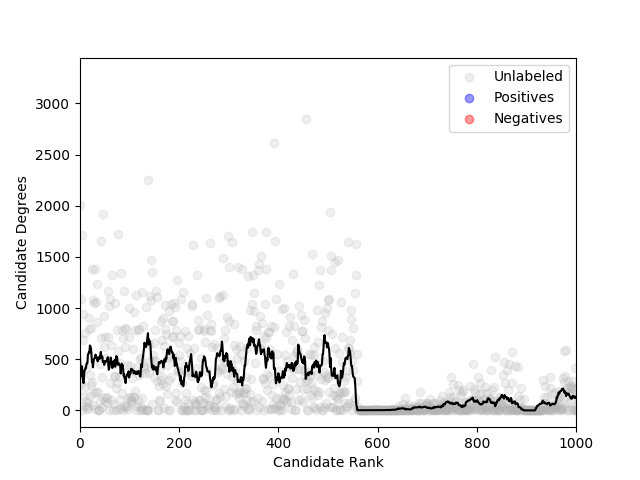 Unlabeled
Positives
Negatives
3000
2500
2000
1500
1000
500
0
Candidate Degrees
0 200 400 600 800 1000
Candidate Rank